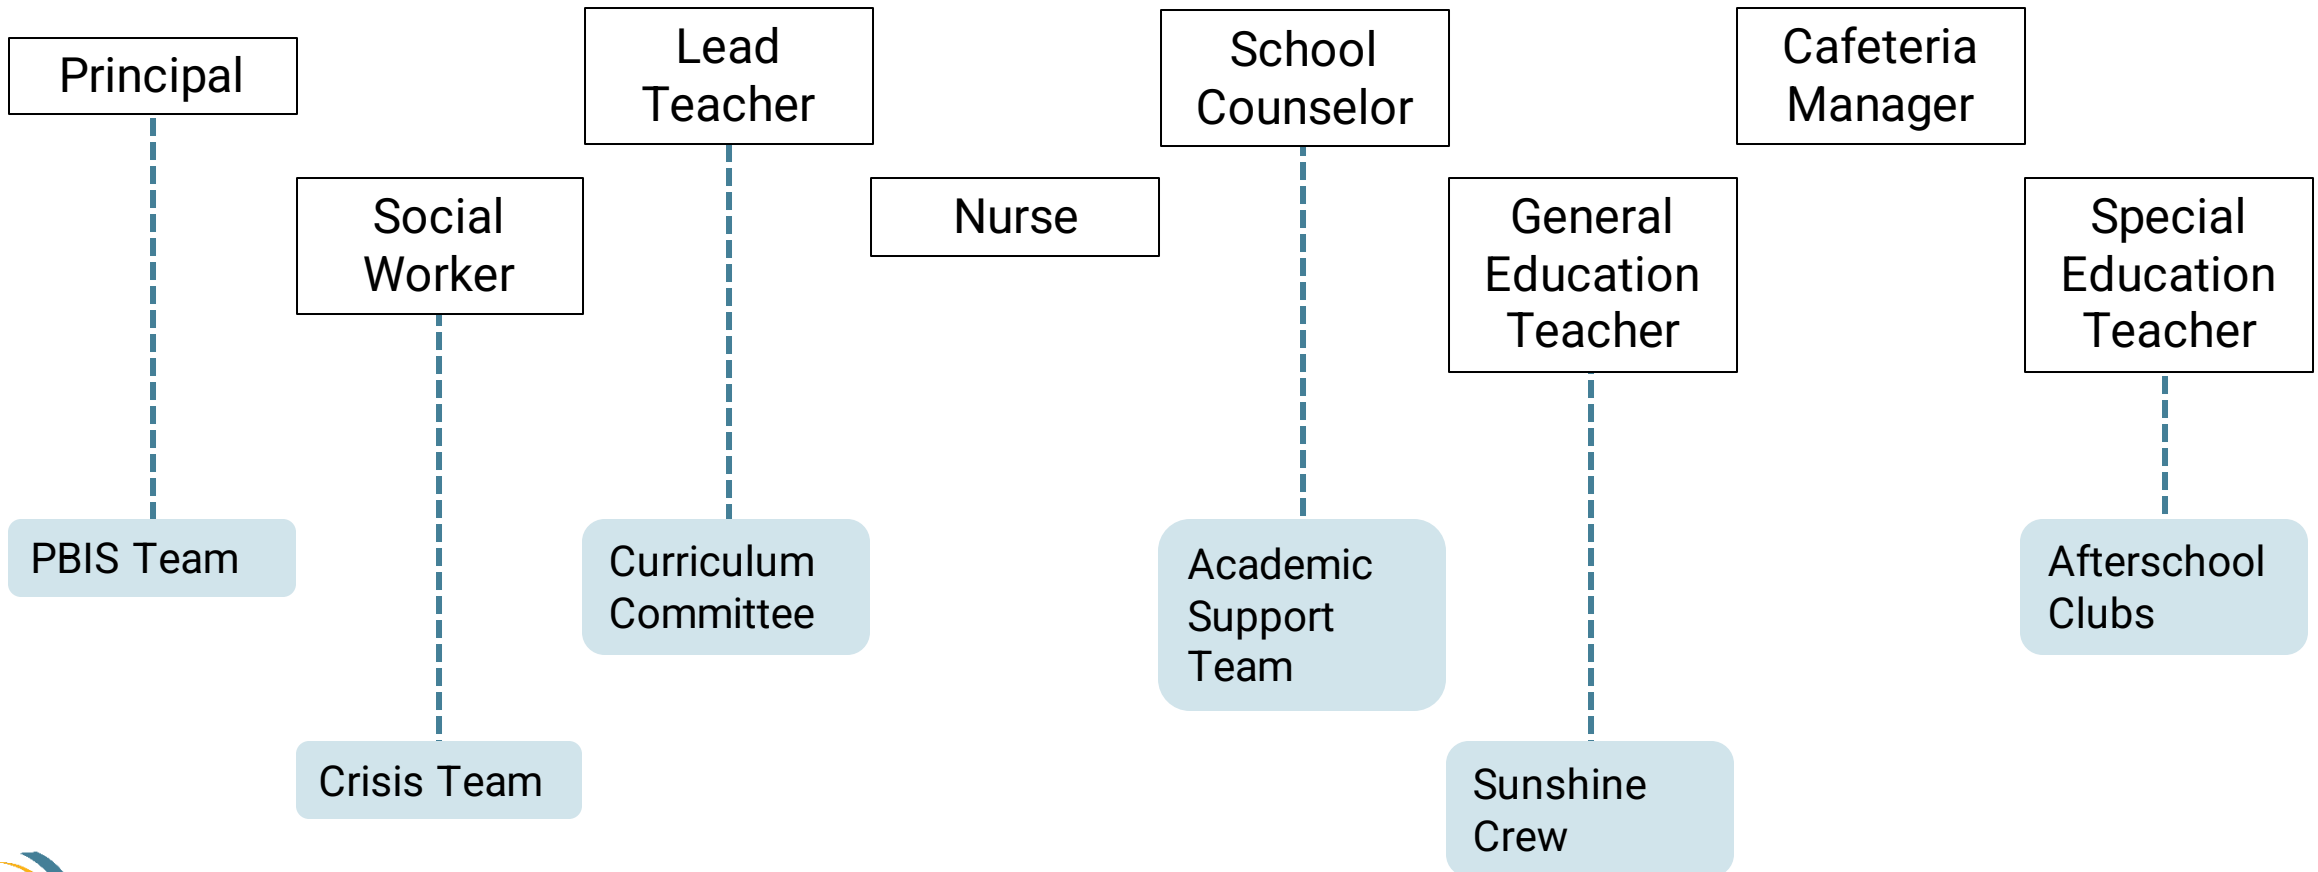 Principal
Lead
Teacher
School
Counselor
Cafeteria
Manager
Social
Worker
Nurse
General
Education
Teacher
Special
Education
Teacher
PBIS Team
Curriculum
Committee
Academic
Support
Team
Afterschool
Clubs
Crisis Team
Sunshine
Crew